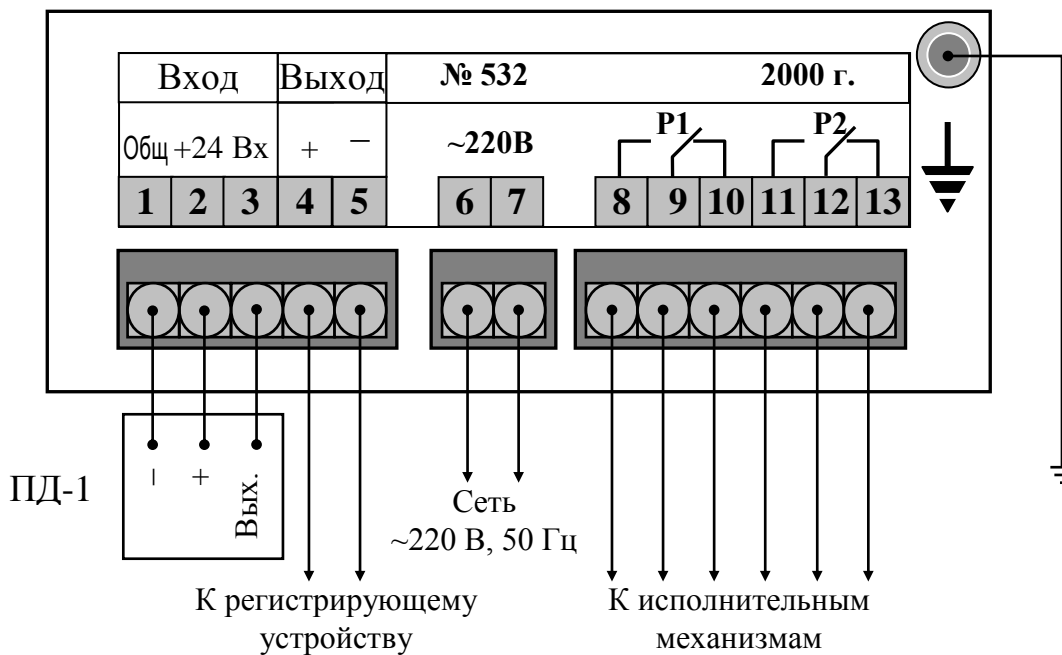 Вход Выход № 532 2000 г.
Общ +24 Вх + − ~220В Р1 Р2
1 2 3 4 5 6 7 8 9 10 11 12 13
ПД-1
− + Вых.
Сеть
~220 В, 50 Гц
К регистрирующему
устройству
К исполнительным
механизмам